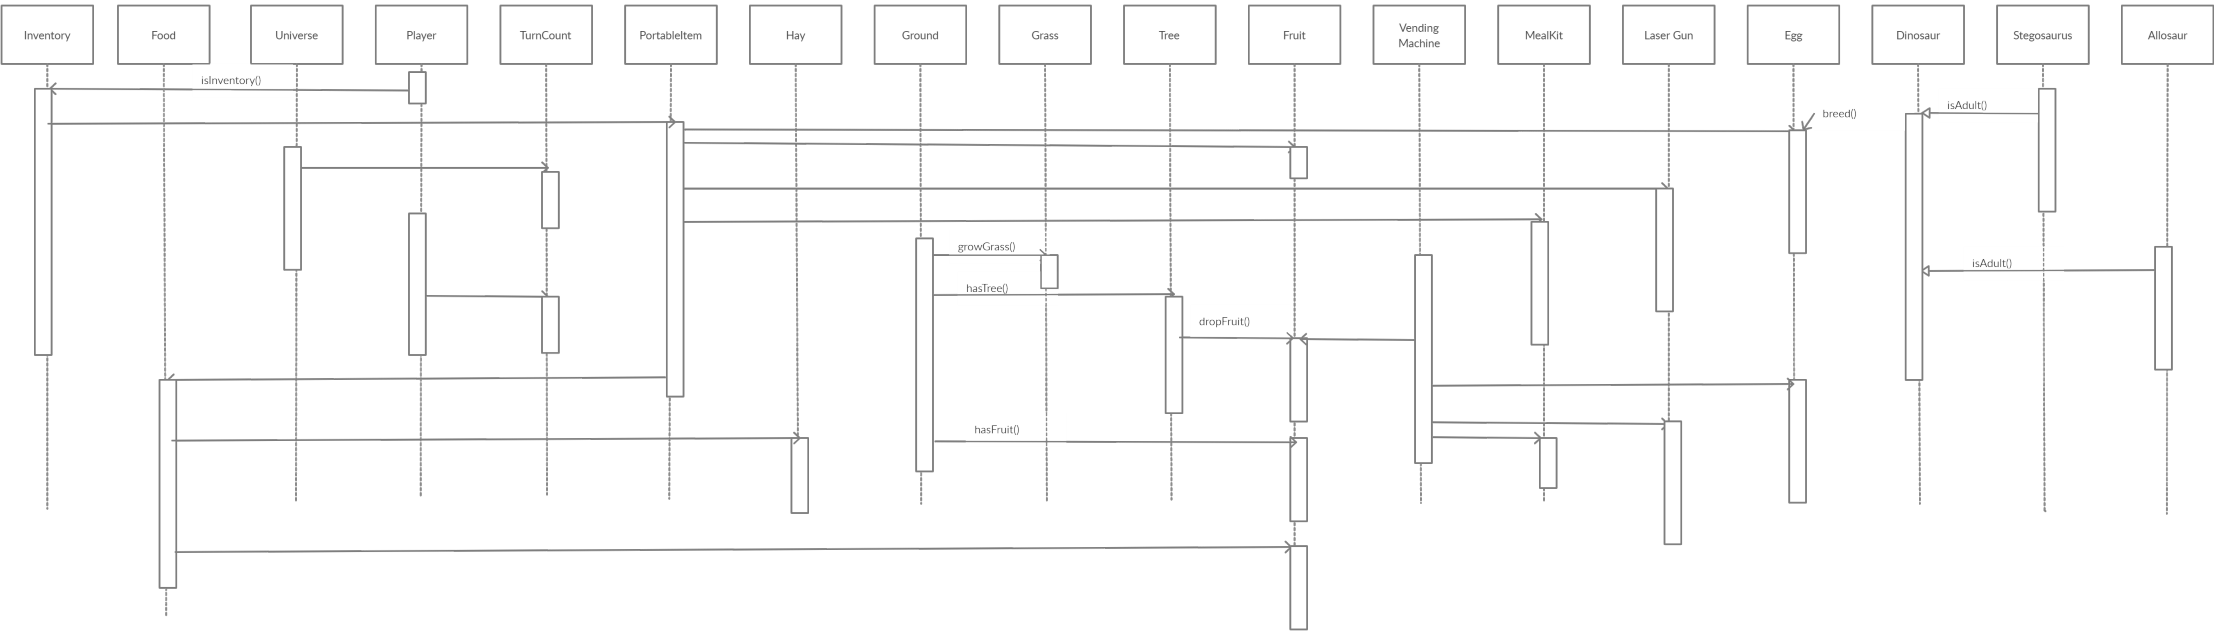 Inventory
Food
Universe
Player
TurnCount
PortableItem
Hay
Ground
Grass
Tree
Fruit
Vending
Machine
MealKit
Laser Gun
Egg
Dinosaur
Stegosaurus
Allosaur
isInventory()
isAdult()
breed()
growGrass()
isAdult()
hasTree()
dropFruit()
hasFruit()